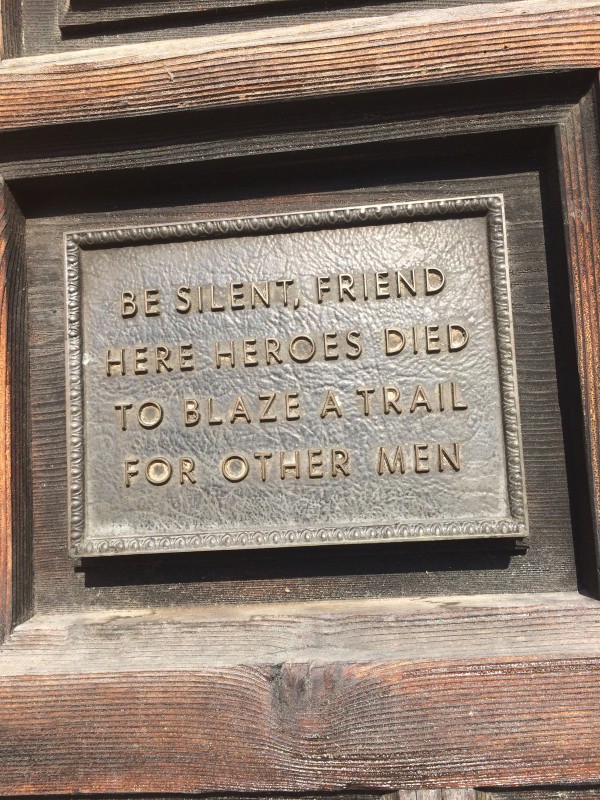 BE SILENT, FRIEND
HERE HEROES DIED
TO BLAZE A TRAIL
FOR OTHER MEN